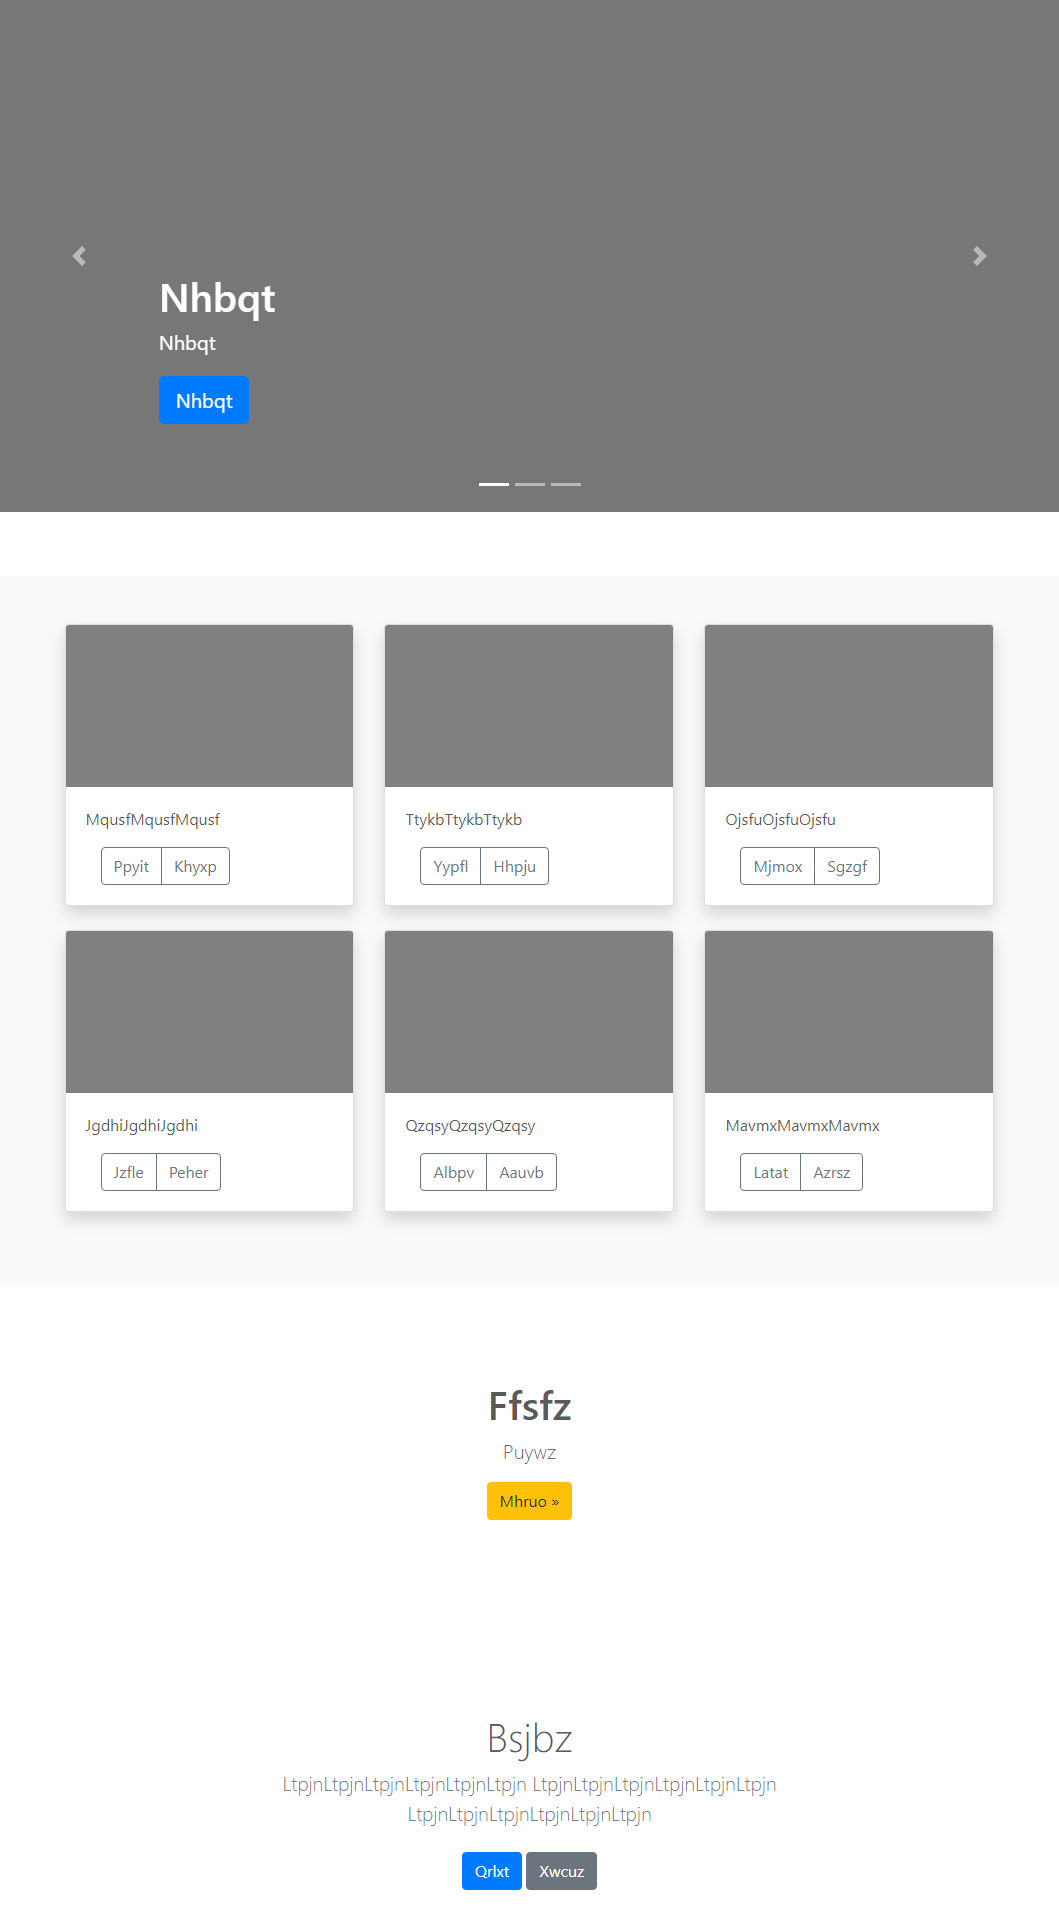 Nhbqt
Nhbqt
Nhbqt
MqusfMqusfMqusf
Ppyit Khyxp
TtykbTtykbTtykb
Yypfl Hhpju
OjsfuOjsfuOjsfu
Mjmox Sgzgf
JgdhiJgdhiJgdhi
Jzfle Peher
QzqsyQzqsyQzqsy
Albpv Aauvb
MavmxMavmxMavmx
Latat Azrsz
Ffsfz
Puywz
Mhruo »
Bsjbz
LtpjnLtpjnLtpjnLtpjnLtpjnLtpjn LtpjnLtpjnLtpjnLtpjnLtpjnLtpjn
LtpjnLtpjnLtpjnLtpjnLtpjnLtpjn
Qrlxt Xwcuz